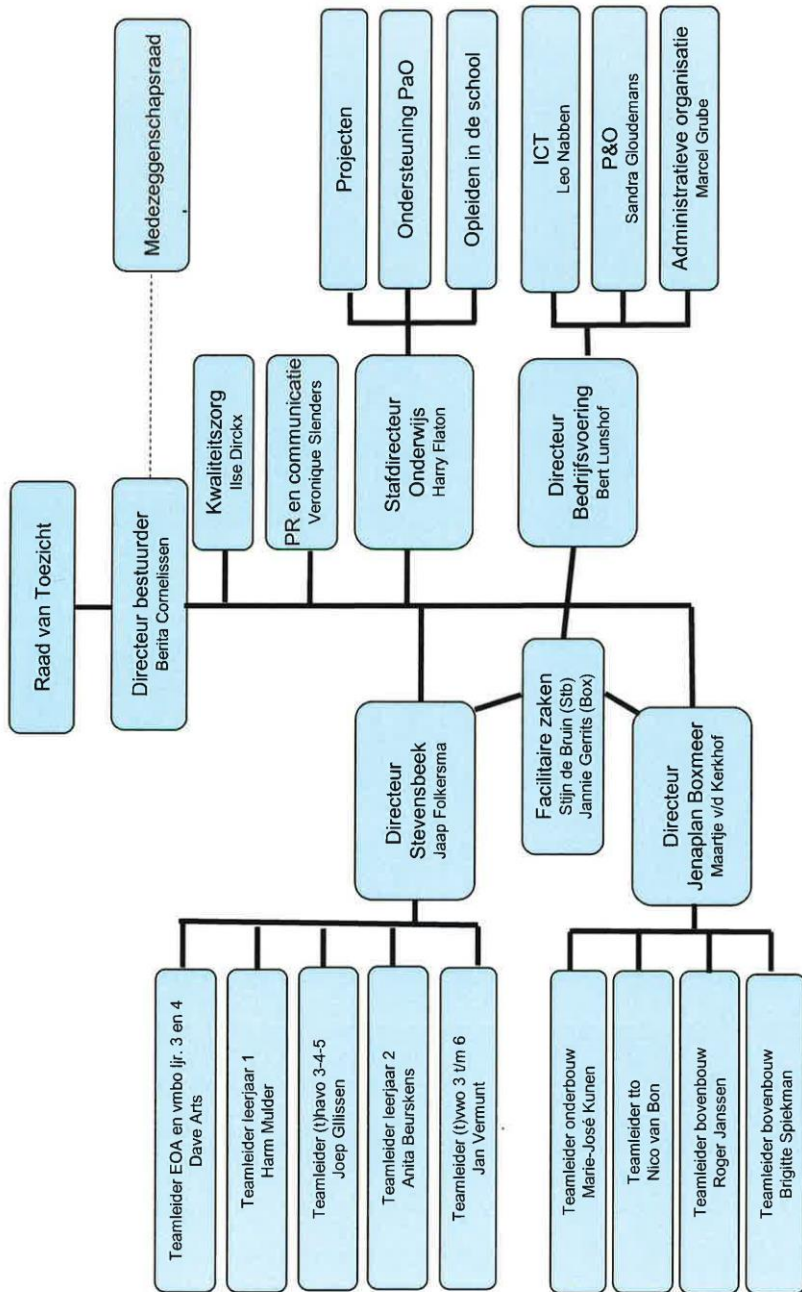 Raad van Toezicht
Directeur bestuurder
Berita Cornelissen
Medezeggenschapsraad
Kwaliteitszorg
Ilse Dirckx
PR en communicatie
Veronique Slenders
Stafdirecteur
Onderwijs
Harry Flaton
Projecten
Ondersteuning PaO
Opleiden in de school
Directeur
Bedrijfsvoering
Bert Lunshof
ICT
Leo Nabben
P&O
Sandra Gloudemans
Administratieve organisatie
Marcel Grube
Facilitaire zaken
Stijn de Bruin (Stb)
Jannie Gerrits (Box)
Directeur
Stevensbeek
Jaap Folkersma
Teamleider EOA en vmbo ljr. 3 en 4
Dave Arts
Teamleider leerjaar 1
Harm Mulder
Teamleider (t)havo 3-4-5
Joep GIlissen
Teamleider leerjaar 2
Anita Beurskens
Teamleider (t)vwo 3 t/m 6
Jan Vermunt
Directeur
Jenaplan Boxmeer
Maartje v/d Kerkhof
Teamleider onderbouw
Marie-José Kunen
Teamleider tto
Nico van Bon
Teamleider bovenbouw
Roger Janssen
Teamleider bovenbouw
Brigitte Spiekman